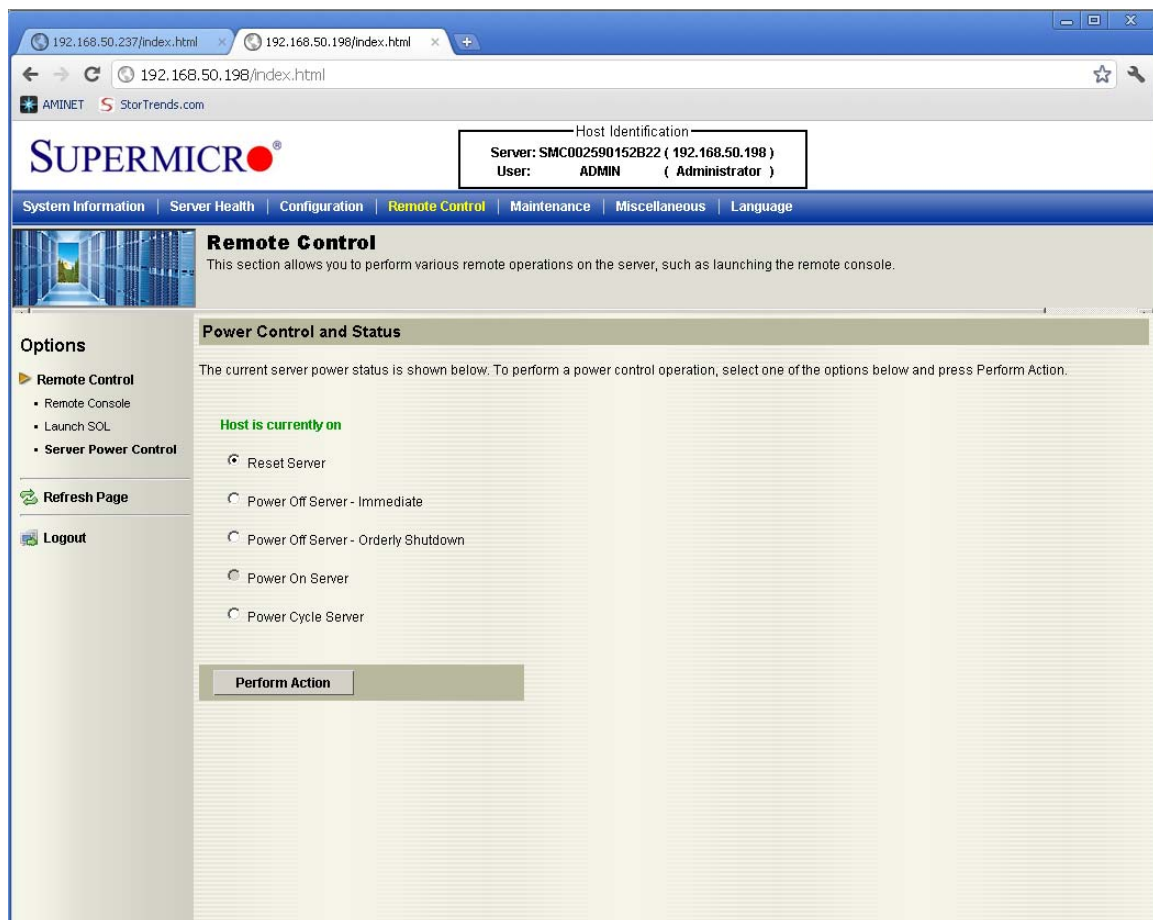 192.168.50.237/index.html
192.168.50.198/index.html
192.168.50.198/index.html
AMINET
StorTrends.com
SUPERMICRO®
Host Identification
Server: SMC002590152B22 ( 192.168.50.198 )
User: ADMIN ( Administrator )
System Information | Server Health | Configuration | Remote Control | Maintenance | Miscellaneous | Language
Remote Control
This section allows you to perform various remote operations on the server, such as launching the remote console.
Options
Remote Control
Remote Console
Launch SOL
Server Power Control
Refresh Page
Logout
Power Control and Status
The current server power status is shown below. To perform a power control operation, select one of the options below and press Perform Action.
Host is currently on
Reset Server
Power Off Server - Immediate
Power Off Server - Orderly Shutdown
Power On Server
Power Cycle Server
Perform Action